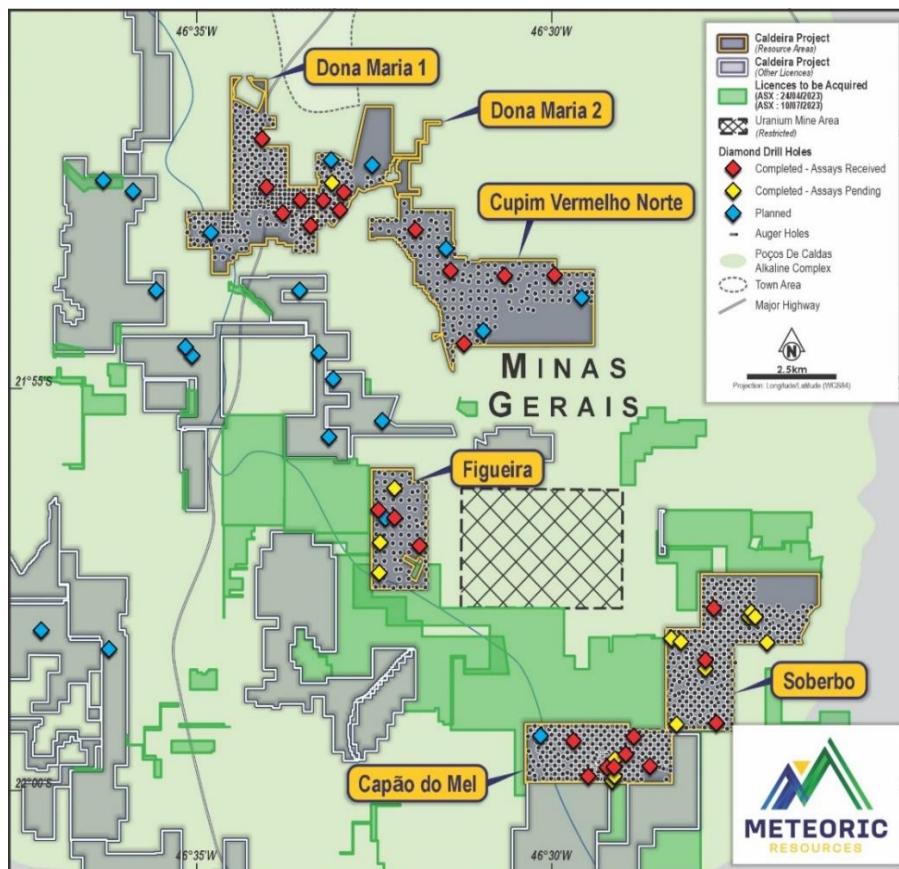 46°35'W
46°30'W
Dona Maria 1
Dona Maria 2
Cupim Vermelho Norte
21°55'S
MINAS
GERAIS
Figueira
Soberbo
Capão do Mel
22°00'S
46°35'W
46°30'W
Caldeira Project
(Resource Areas)
Caldeira Project
(Other Licences)
Licences to be Acquired
(ASX : 24/04/2023)
(ASX : 10/07/2023)
Uranium Mine Area
(Restricted)
Diamond Drill Holes
Completed - Assays Received
Completed - Assays Pending
Planned
Auger Holes
Poços De Caldas
Alkaline Complex
Town Area
Major Highway
N
2.5km
Projection: Longitude/Latitude (WGS84)
METEORIC
RESOURCES